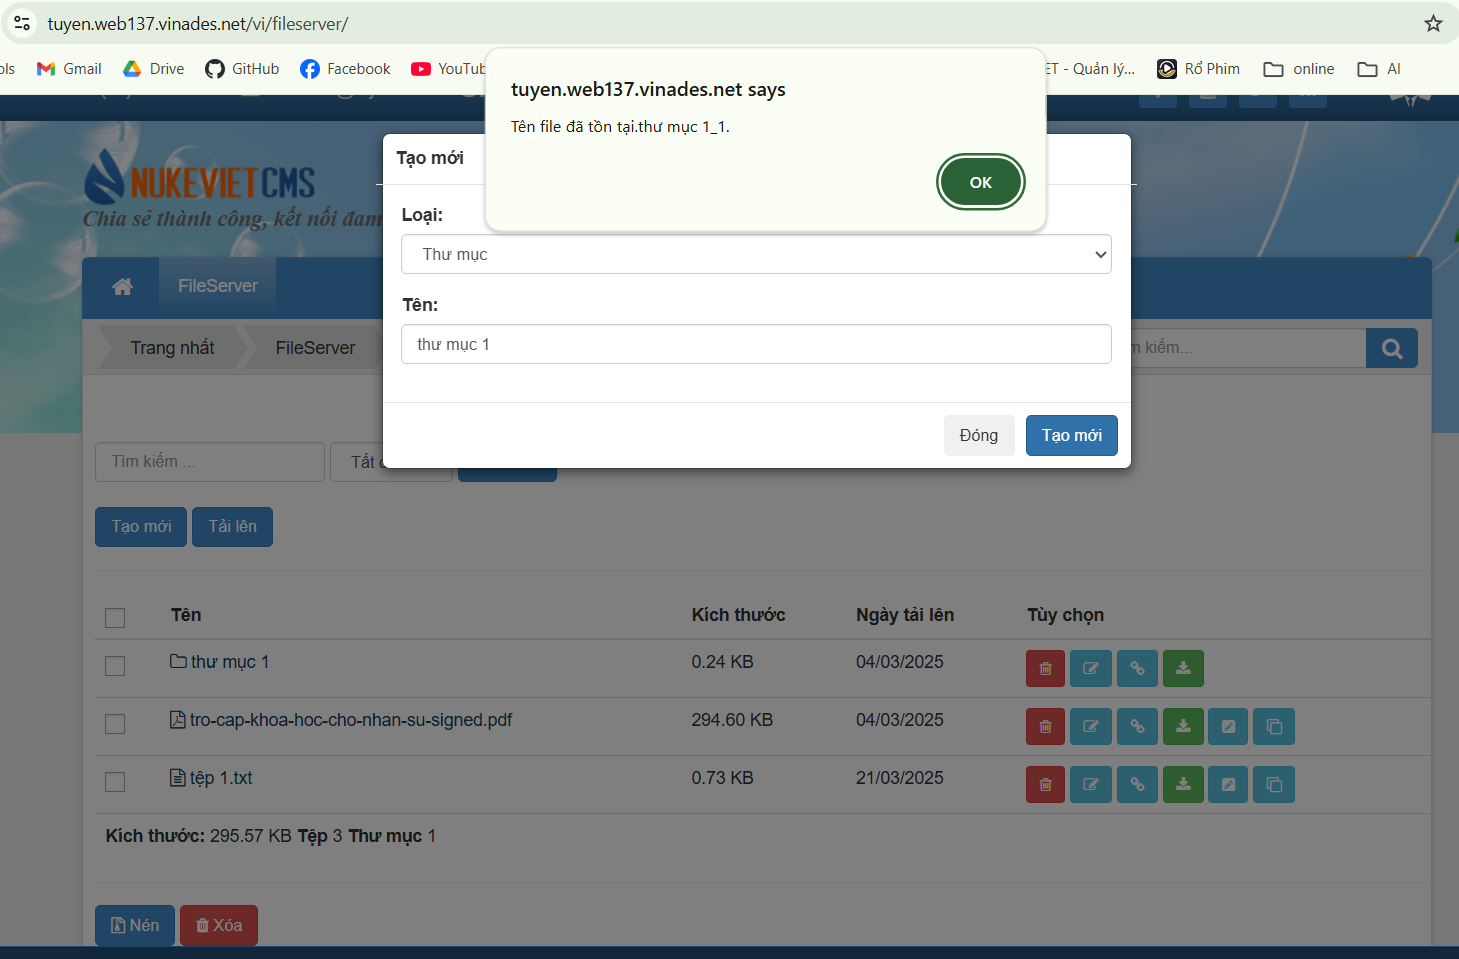 tuyen.web137.vinades.net/vi/fileserver/
Gmail Drive GitHub Facebook Quản lý... Rổ Phim online AI
tuyen.web137.vinades.net says
Tên file đã tồn tại.thư mục 1_1.
OK
NUKEVIET CMS
Chia sẻ thành công, kết nối đam
Tạo mới
Loại:
Thư mục
Tên:
thư mục 1
Đóng Tạo mới
FileServer
Trang nhất FileServer
kiếm...
Tìm kiếm ... Tất
Tạo mới Tải lên
Tên Kích thước Ngày tải lên Tùy chọn
thư mục 1 0.24 KB 04/03/2025
tro-cap-khoa-hoc-cho-nhan-su-signed.pdf 294.60 KB 04/03/2025
tệp 1.txt 0.73 KB 21/03/2025
Kích thước: 295.57 KB Tệp 3 Thư mục 1
Nén Xóa